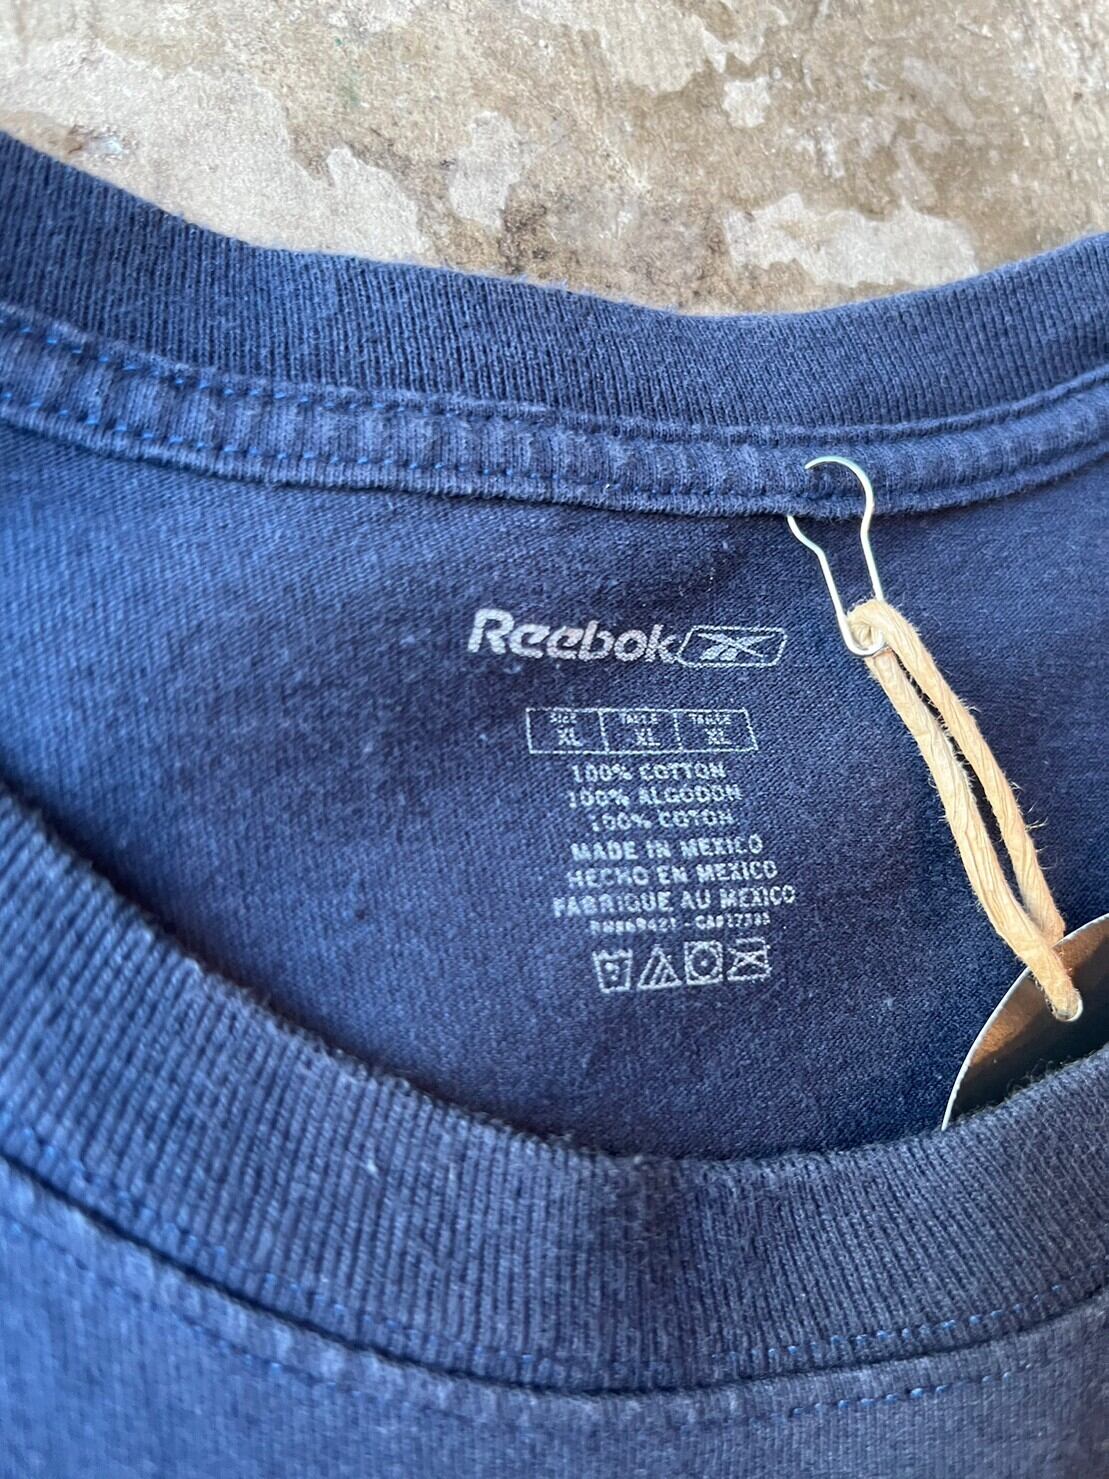 Reebok
SIZE TALLE TAILLE
XL XL XL
100% COTTON
100% ALGODON
100% COTON
MADE IN MEXICO
HECHO EN MEXICO
FABRIQUE AU MEXICO